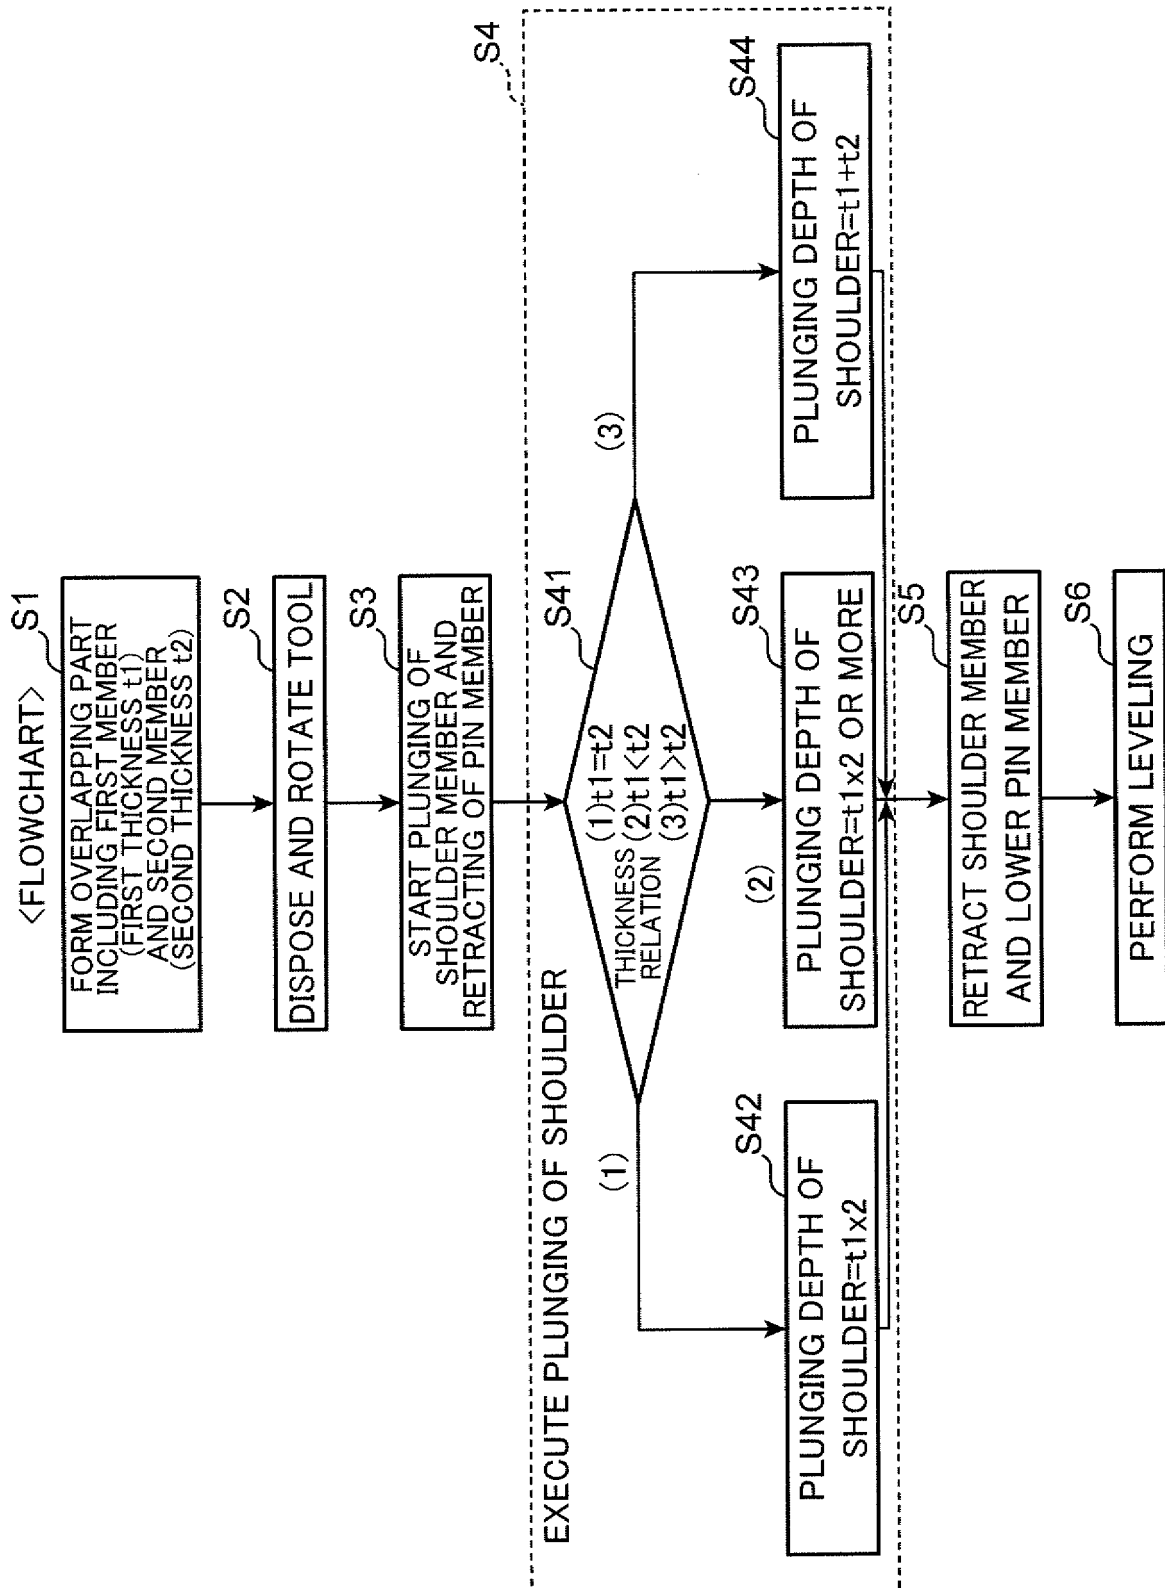 <FLOWCHART>
S1
FORM OVERLAPPING PART
INCLUDING FIRST MEMBER
(FIRST THICKNESS t1)
AND SECOND MEMBER
(SECOND THICKNESS t2)
S2
DISPOSE AND ROTATE TOOL
S3
START PLUNGING OF
SHOULDER MEMBER AND
RETRACTING OF PIN MEMBER
S4
EXECUTE PLUNGING OF SHOULDER
S41
THICKNESS
RELATION
(1)t1=t2
(2)t1<t2
(3)t1>t2
(1)
(2)
(3)
S42
PLUNGING DEPTH OF
SHOULDER=t1x2
S43
PLUNGING DEPTH OF
SHOULDER=t1x2 OR MORE
S44
PLUNGING DEPTH OF
SHOULDER=t1+t2
S5
RETRACT SHOULDER MEMBER
AND LOWER PIN MEMBER
S6
PERFORM LEVELING